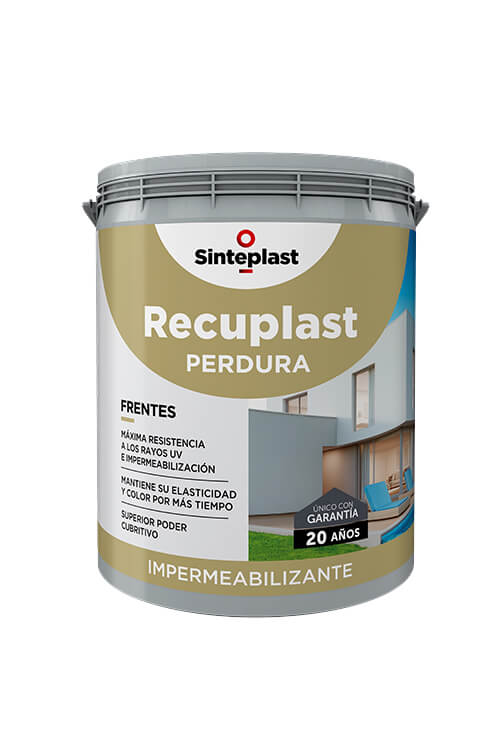 Sinteplast
Recuplast
PERDURA
FRENTES
MÁXIMA RESISTENCIA
A LOS RAYOS UV
E IMPERMEABILIZACIÓN
MANTIENE SU ELASTICIDAD
Y COLOR POR MÁS TIEMPO
SUPERIOR PODER
CUBRITIVO
ÚNICO CON
GARANTÍA
20 AÑOS
IMPERMEABILIZANTE